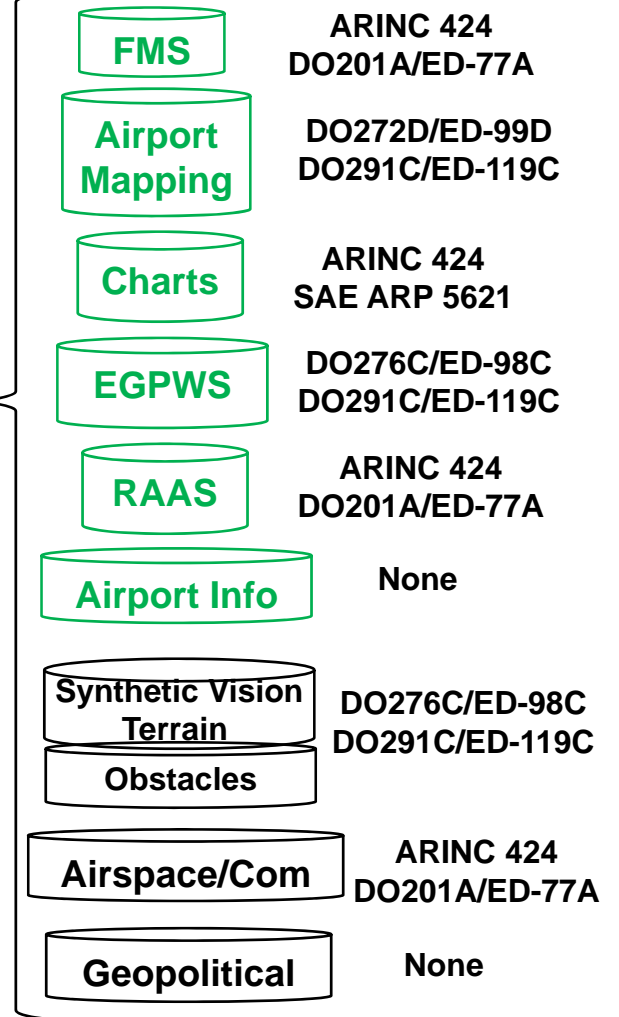 FMS
ARINC 424
DO201A/ED-77A
Airport
Mapping
DO272D/ED-99D
DO291C/ED-119C
Charts
ARINC 424
SAE ARP 5621
EGPWS
DO276C/ED-98C
DO291C/ED-119C
RAAS
ARINC 424
DO201A/ED-77A
Airport Info
None
Synthetic Vision
Terrain
Obstacles
DO276C/ED-98C
DO291C/ED-119C
Airspace/Com
ARINC 424
DO201A/ED-77A
Geopolitical
None